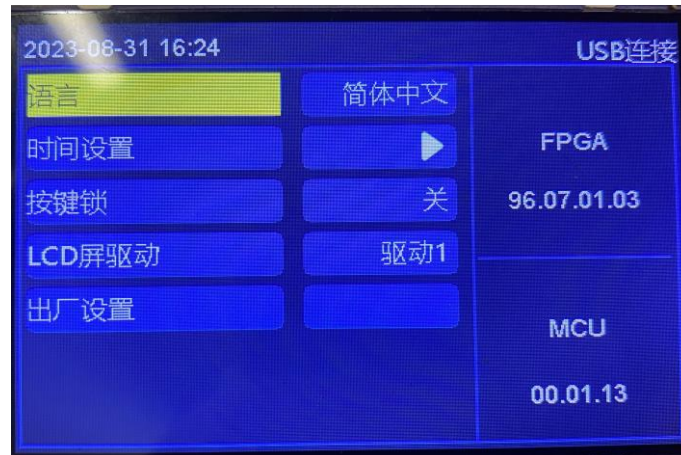 2023-08-31 16:24 USB连接
语言 简体中文
时间设置
按键锁 关
LCD屏驱动 驱动1
出厂设置
FPGA
96.07.01.03
MCU
00.01.13